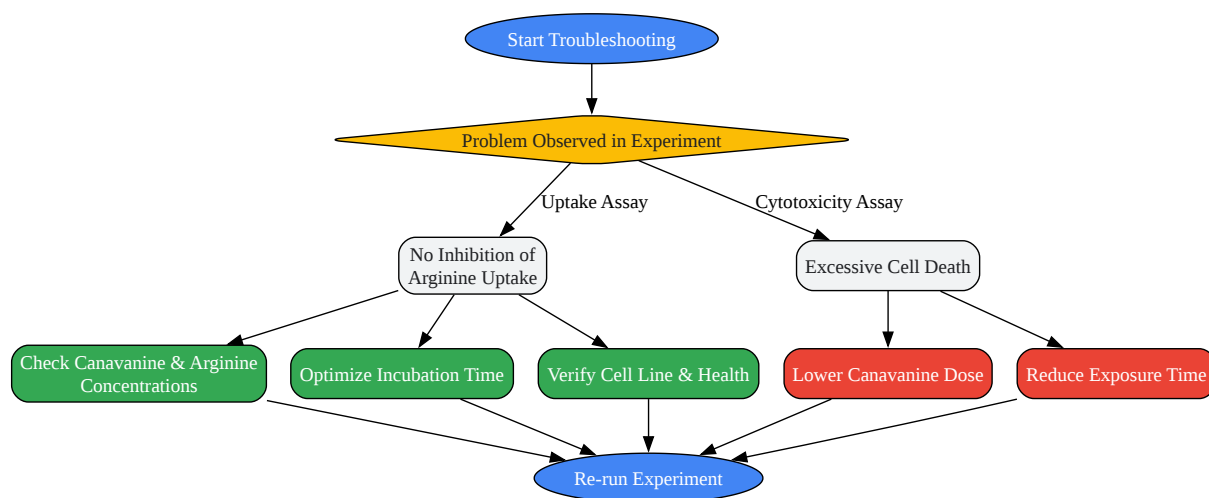 Start Troubleshooting
Problem Observed in Experiment
Uptake Assay
Cytotoxicity Assay
No Inhibition of
Arginine Uptake
Excessive Cell Death
Check Canavanine & Arginine
Concentrations
Optimize Incubation Time
Verify Cell Line & Health
Lower Canavanine Dose
Reduce Exposure Time
Re-run Experiment